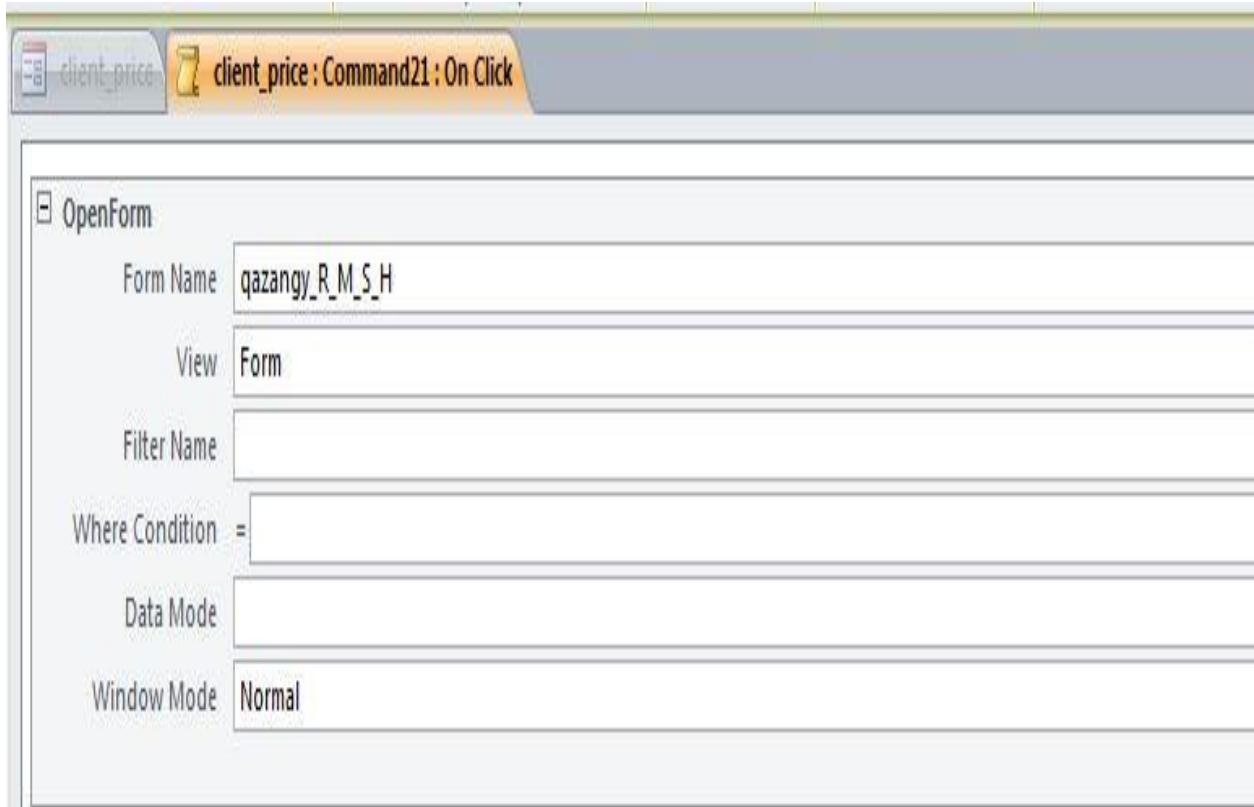 client_price
client_price : Command21 : On Click
OpenForm
Form Name qazangy_R_M_S_H
View Form
Filter Name
Where Condition =
Data Mode
Window Mode Normal